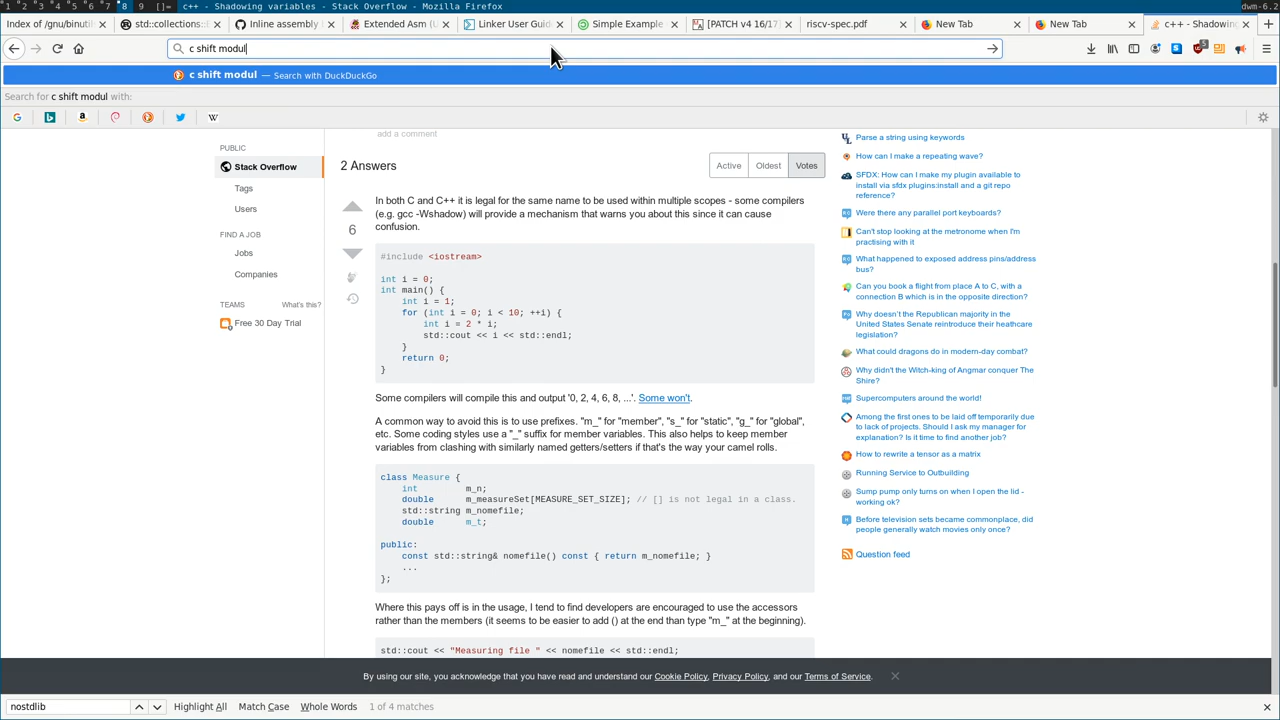 1 2 3 4 5 6 7 8 9 []= c++ - Shadowing variables - Stack Overflow - Mozilla Firefox dwm-6.2
Index of /gnu/binuti std::collections:: Inline assembly Extended Asm (U Linker User Guid Simple Example [PATCH v4 16/17] riscv-spec.pdf New Tab New Tab c++ - Shadowing
c shift modul
c shift modul — Search with DuckDuckGo
Search for c shift modul with:
add a comment
PUBLIC
Stack Overflow
Tags
Users
FIND A JOB
Jobs
Companies
TEAMS What's this?
Free 30 Day Trial
2 Answers
Active Oldest Votes
6
In both C and C++ it is legal for the same name to be used within multiple scopes - some compilers
(e.g. gcc -Wshadow) will provide a mechanism that warns you about this since it can cause
confusion.
#include <iostream>
int i = 0;
int main() {
int i = 1;
for (int i = 0; i < 10; ++i) {
int i = 2 * i;
std::cout << i << std::endl;
}
return 0;
}
Some compilers will compile this and output '0, 2, 4, 6, 8, ...'. Some won't.
A common way to avoid this is to use prefixes. "m_" for "member", "s_" for "static", "g_" for "global",
etc. Some coding styles use a "_" suffix for member variables. This also helps to keep member
variables from clashing with similarly named getters/setters if that's the way your camel rolls.
class Measure {
int m_n;
double m_measureSet[MEASURE_SET_SIZE]; // [] is not legal in a class.
std::string m_nomefile;
double m_t;
public:
const std::string& nomefile() const { return m_nomefile; }
...
};
Where this pays off is in the usage, I tend to find developers are encouraged to use the accessors
rather than the members (it seems to be easier to add () at the end than type "m_" at the beginning).
std::cout << "Measuring file " << nomefile << std::endl;
Parse a string using keywords
How can I make a repeating wave?
SFDX: How can I make my plugin available to
install via sfdx plugins:install and a git repo
reference?
Were there any parallel port keyboards?
Can't stop looking at the metronome when I'm
practising with it
What happened to exposed address pins/address
bus?
Can you book a flight from place A to C, with a
connection B which is in the opposite direction?
Why doesn't the Republican majority in the
United States Senate reintroduce their heathcare
legislation?
What could dragons do in modern-day combat?
Why didn't the Witch-king of Angmar conquer The
Shire?
Supercomputers around the world!
Among the first ones to be laid off temporarily due
to lack of projects. Should I ask my manager for
explanation? Is it time to find another job?
How to rewrite a tensor as a matrix
Running Service to Outbuilding
Sump pump only turns on when I open the lid -
working ok?
Before television sets became commonplace, did
people generally watch movies only once?
Question feed
By using our site, you acknowledge that you have read and understand our Cookie Policy, Privacy Policy, and our Terms of Service.
nostdlib Highlight All Match Case Whole Words 1 of 4 matches